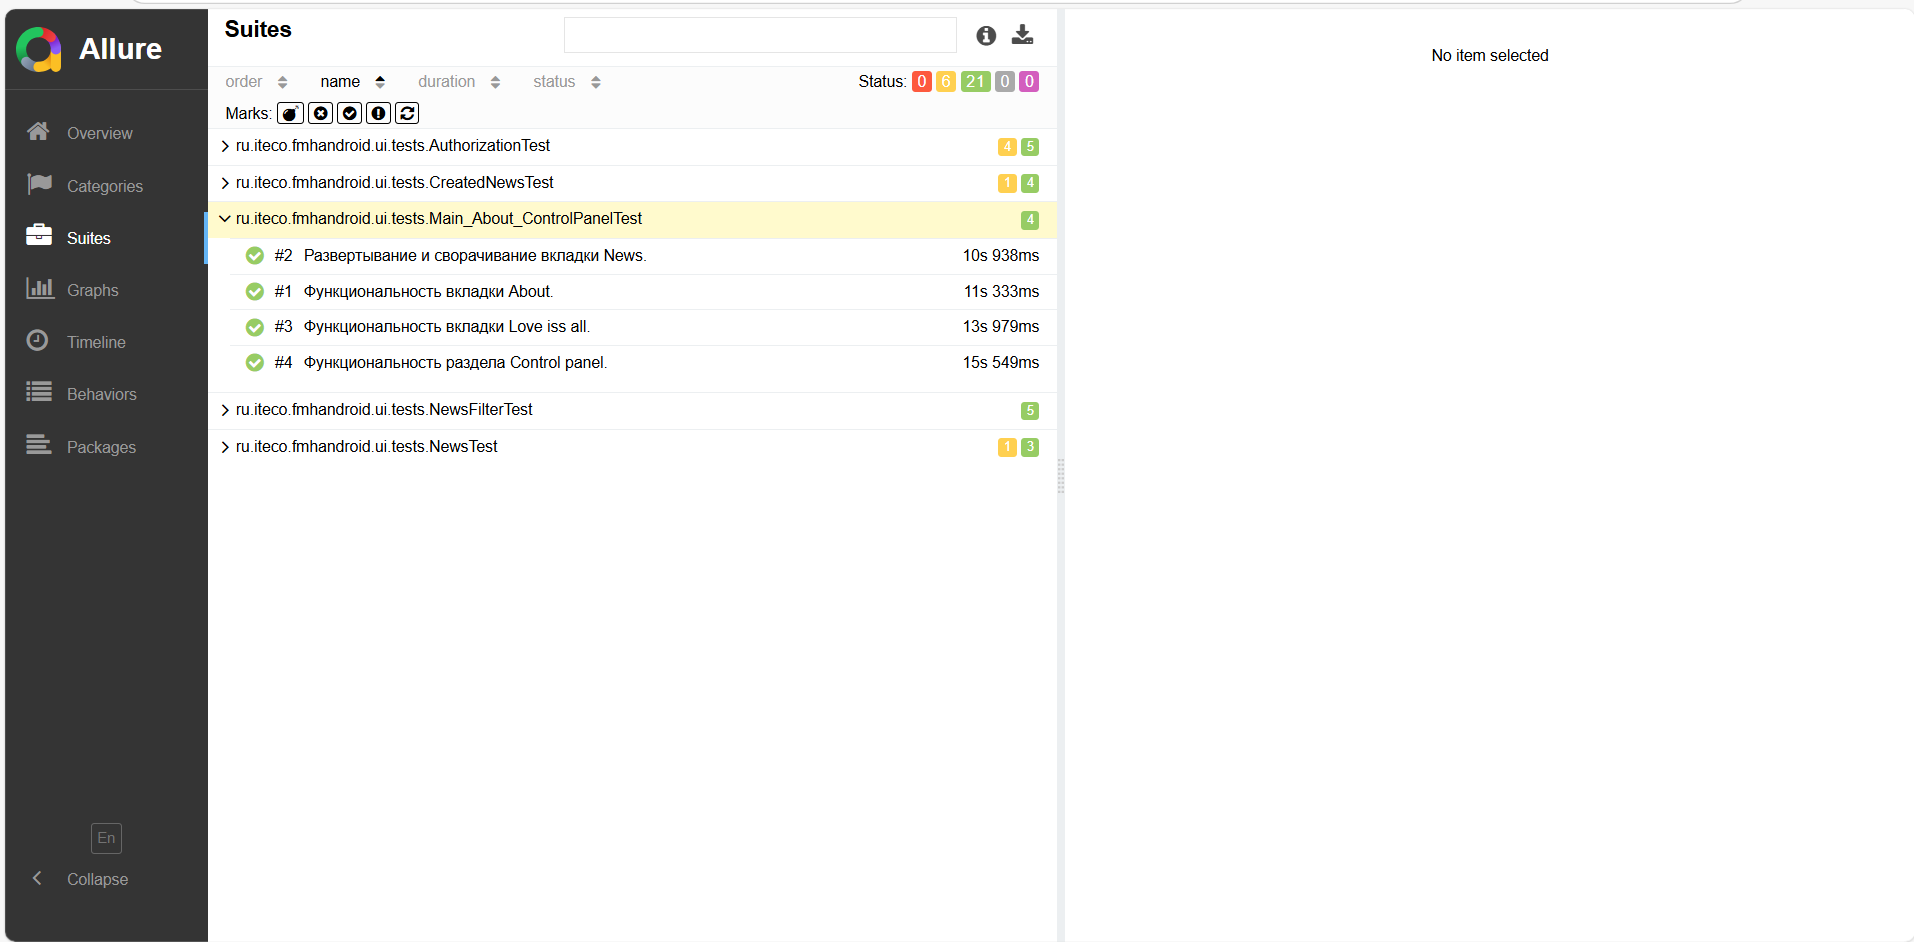 Allure
Overview
Categories
Suites
Graphs
Timeline
Behaviors
Packages
En
Collapse
Suites
order name duration status Status: 0 6 21 0 0
Marks:
ru.iteco.fmhandroid.ui.tests.AuthorizationTest 4 5
ru.iteco.fmhandroid.ui.tests.CreatedNewsTest 1 4
ru.iteco.fmhandroid.ui.tests.Main_About_ControlPanelTest 4
#2 Развертывание и сворачивание вкладки News. 10s 938ms
#1 Функциональность вкладки About. 11s 333ms
#3 Функциональность вкладки Love iss all. 13s 979ms
#4 Функциональность раздела Control panel. 15s 549ms
ru.iteco.fmhandroid.ui.tests.NewsFilterTest 5
ru.iteco.fmhandroid.ui.tests.NewsTest 1 3
No item selected